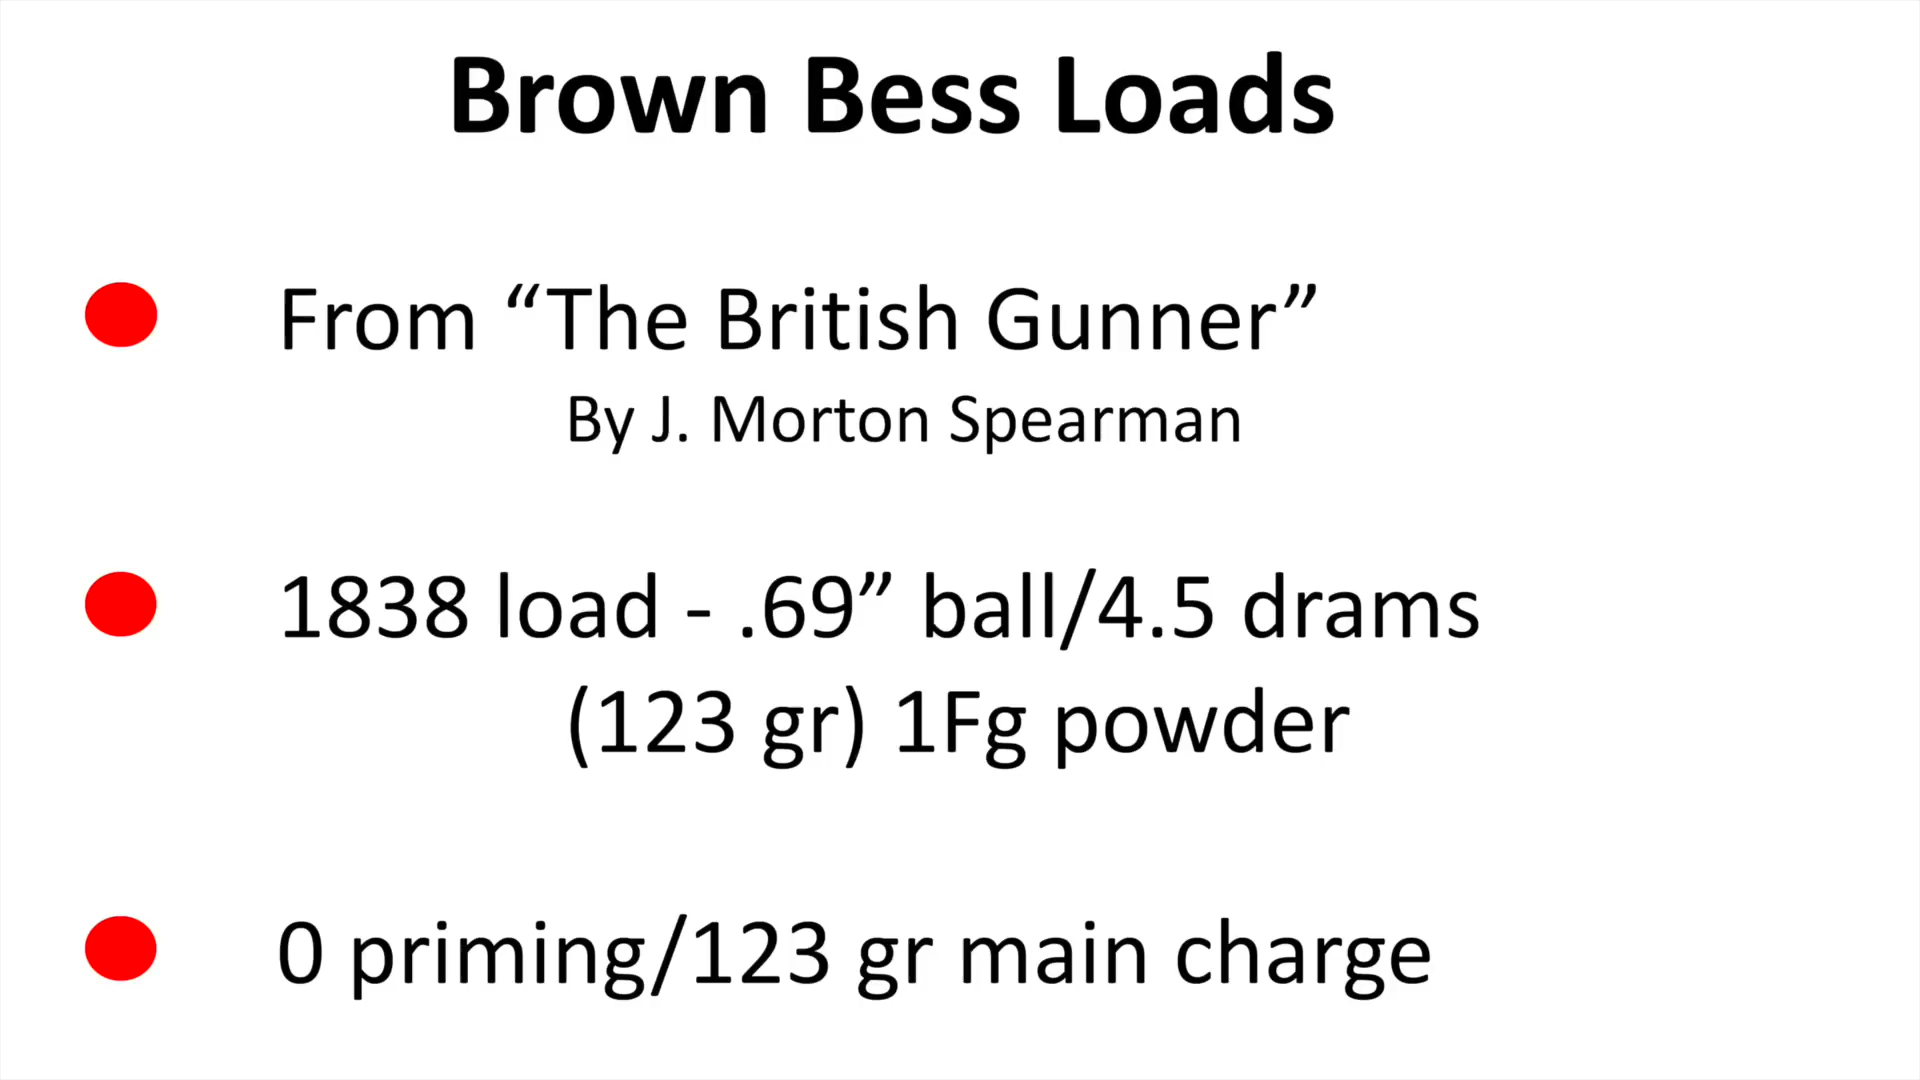 Brown Bess Loads
From “The British Gunner”
By J. Morton Spearman
1838 load - .69” ball/4.5 drams
(123 gr) 1Fg powder
0 priming/123 gr main charge